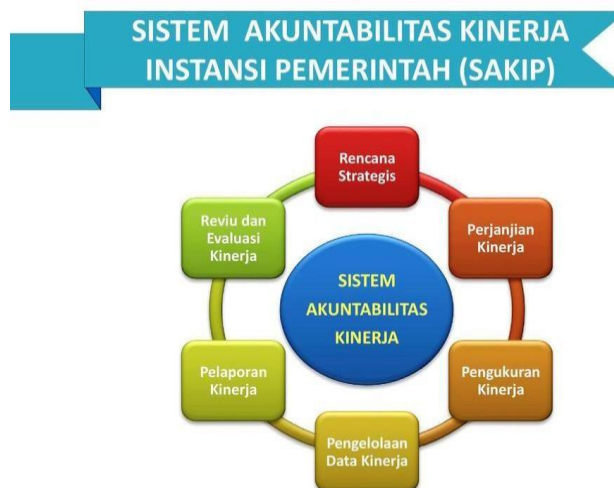 SISTEM AKUNTABILITAS KINERJA
INSTANSI PEMERINTAH (SAKIP)
Rencana
Strategis
Perjanjian
Kinerja
Pengukuran
Kinerja
Pengelolaan
Data Kinerja
Pelaporan
Kinerja
Reviu dan
Evaluasi
Kinerja
SISTEM
AKUNTABILITAS
KINERJA